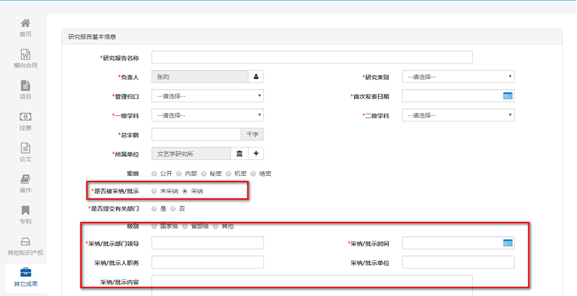 首页
横向合同
项目
经费
论文
著作
专利
其他知识产权
其它成果
研究报告基本信息
*研究报告名称
*负责人 张昀 *研究类别 --请选择--
*管理归口 --请选择-- *首次发表日期
*一级学科 --请选择-- *二级学科 --请选择--
*总字数 千字
*所属单位 文艺学研究所
密级 公开 内部 秘密 机密 绝密
*是否被采纳/批示 未采纳 采纳
*是否提交有关部门 是 否
级别 国家级 省部级 其他
*采纳/批示部门领导 *采纳/批示时间
采纳/批示人职务 采纳/批示单位
采纳/批示内容